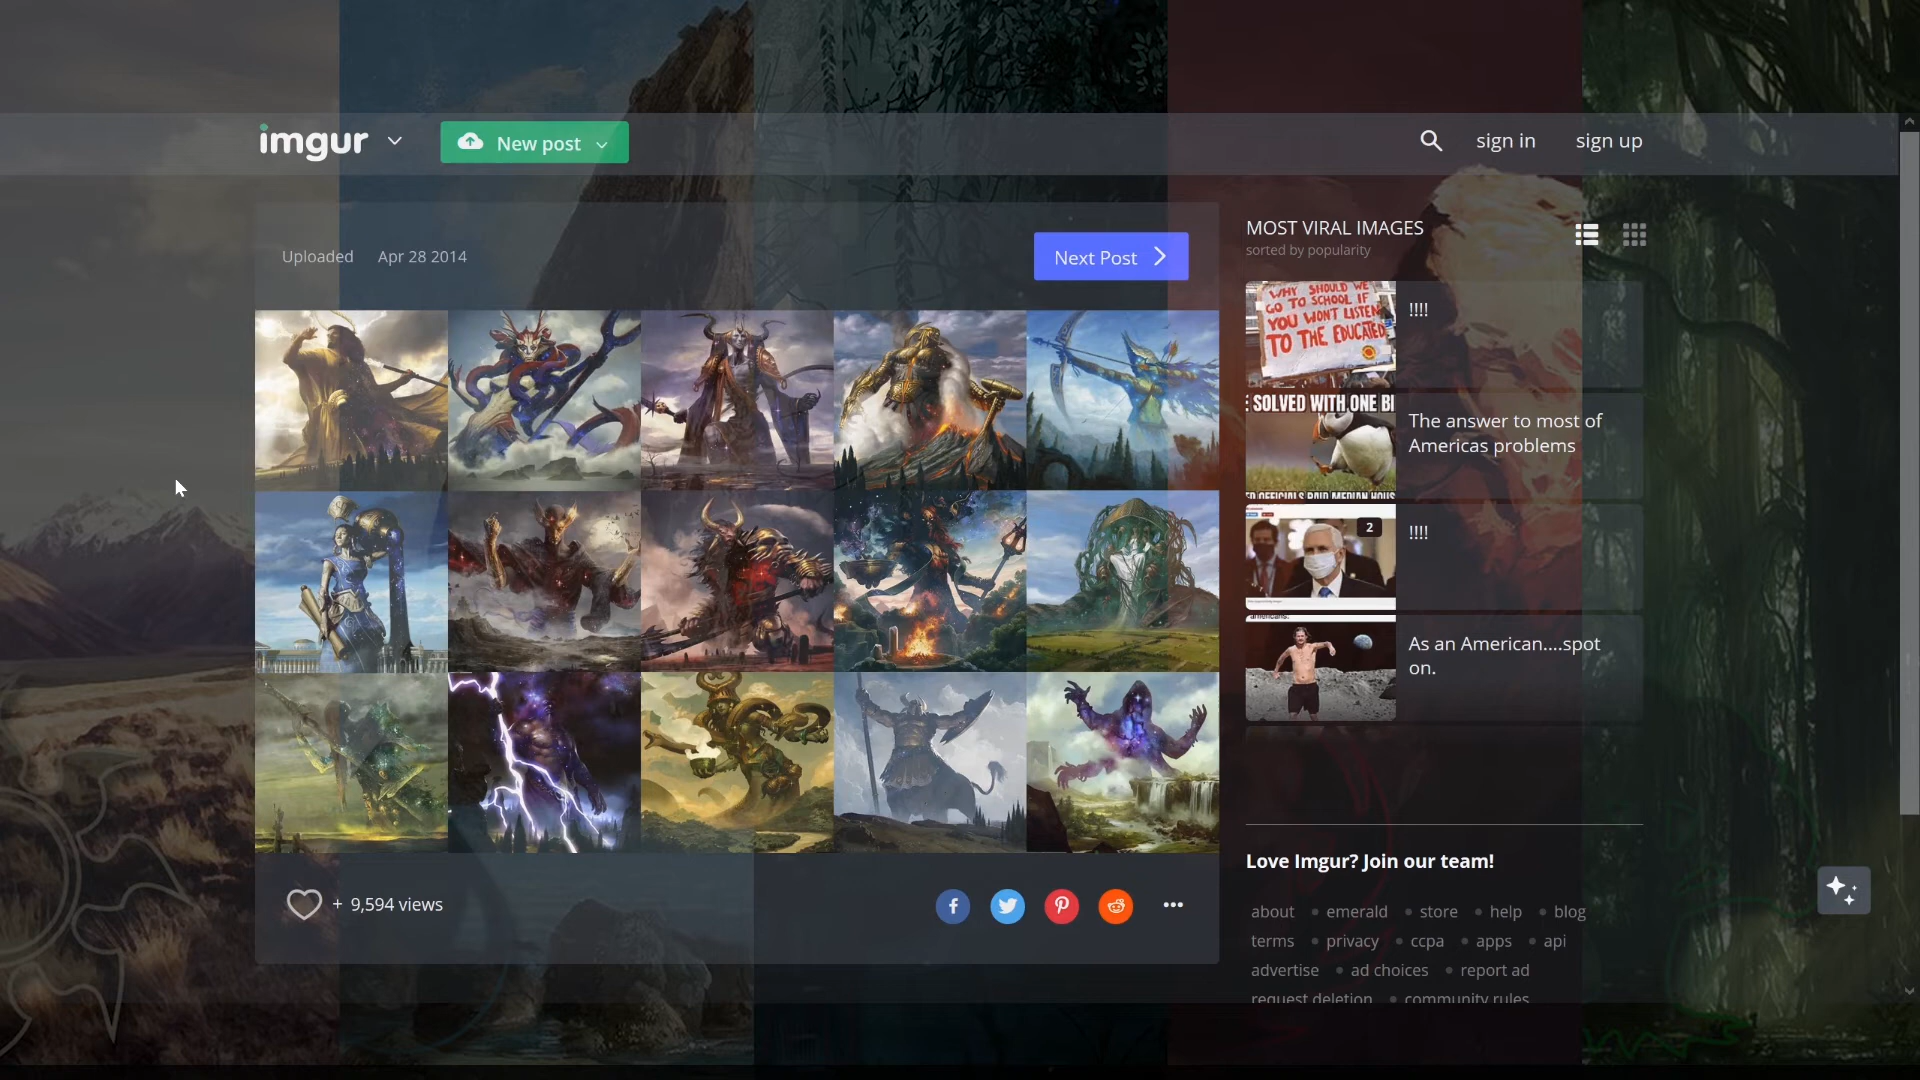 imgur
New post
sign in
sign up
Uploaded Apr 28 2014
Next Post
MOST VIRAL IMAGES
sorted by popularity
WHY SHOULD WE
GO TO SCHOOL IF
YOU WONT LISTEN
TO THE EDUCATED
!!!!
SOLVED WITH ONE BI
The answer to most of
Americas problems
2
!!!!
As an American....spot
on.
+ 9,594 views
Love Imgur? Join our team!
about • emerald • store • help • blog
terms • privacy • ccpa • apps • api
advertise • ad choices • report ad
request deletion • community rules